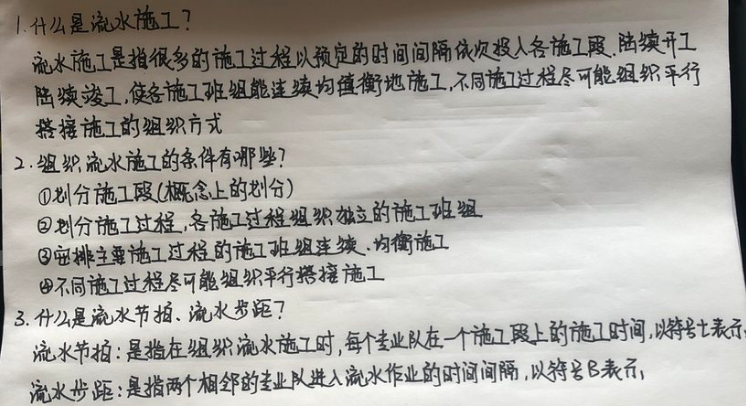 1.什么是流水施工?
流水施工是指很多的施工过程以预定的时间间隔依次投入各施工段.陆续开工
陆续竣工,使各施工班组能连续均值衡地施工,不同施工过程尽可能组织平行
搭接施工的组织方式
2.组织流水施工的条件有哪些?
①划分施工段(概念上的划分)
②划分施工过程,各施工过程组织独立的施工班组
③安排主要施工过程的施工班组连续.均衡施工
④不同施工过程尽可能组织平行搭接施工
3.什么是流水节拍、流水步距?
流水节拍:是指在组织流水施工时,每个专业队在一个施工段上的施工时间,以符号t表示,
流水步距:是指两个相邻的专业队进入流水作业的时间间隔,以符号B表示,